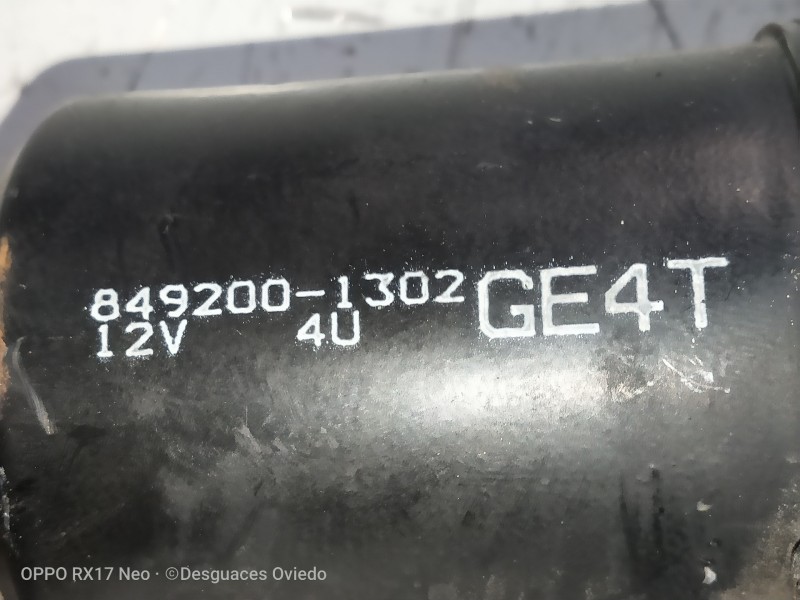 849200-1302 GE4T
12V 4U
OPPO RX17 Neo · ©Desguaces Oviedo